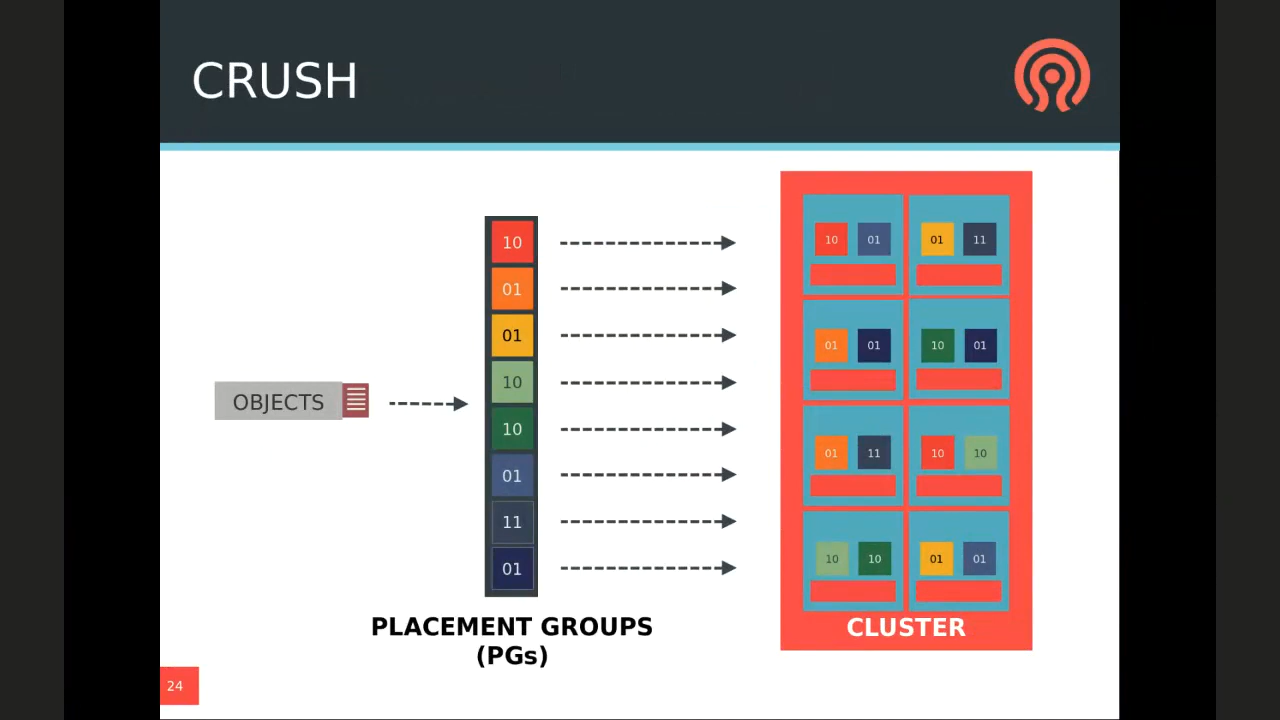 CRUSH
OBJECTS
10
01
01
10
10
01
11
01
PLACEMENT GROUPS
(PGs)
10 01 01 11
01 01 10 01
01 11 10 10
10 10 01 01
CLUSTER
24